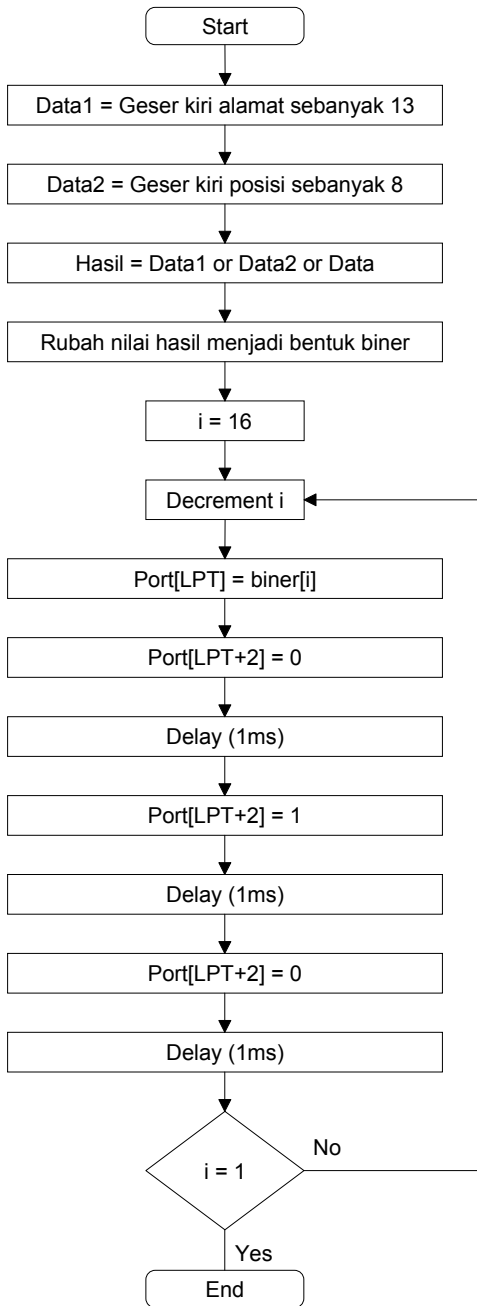 Start
Data1 = Geser kiri alamat sebanyak 13
Data2 = Geser kiri posisi sebanyak 8
Hasil = Data1 or Data2 or Data
Rubah nilai hasil menjadi bentuk biner
i = 16
Decrement i
Port[LPT] = biner[i]
Port[LPT+2] = 0
Delay (1ms)
Port[LPT+2] = 1
Delay (1ms)
Port[LPT+2] = 0
Delay (1ms)
i = 1
No
Yes
End